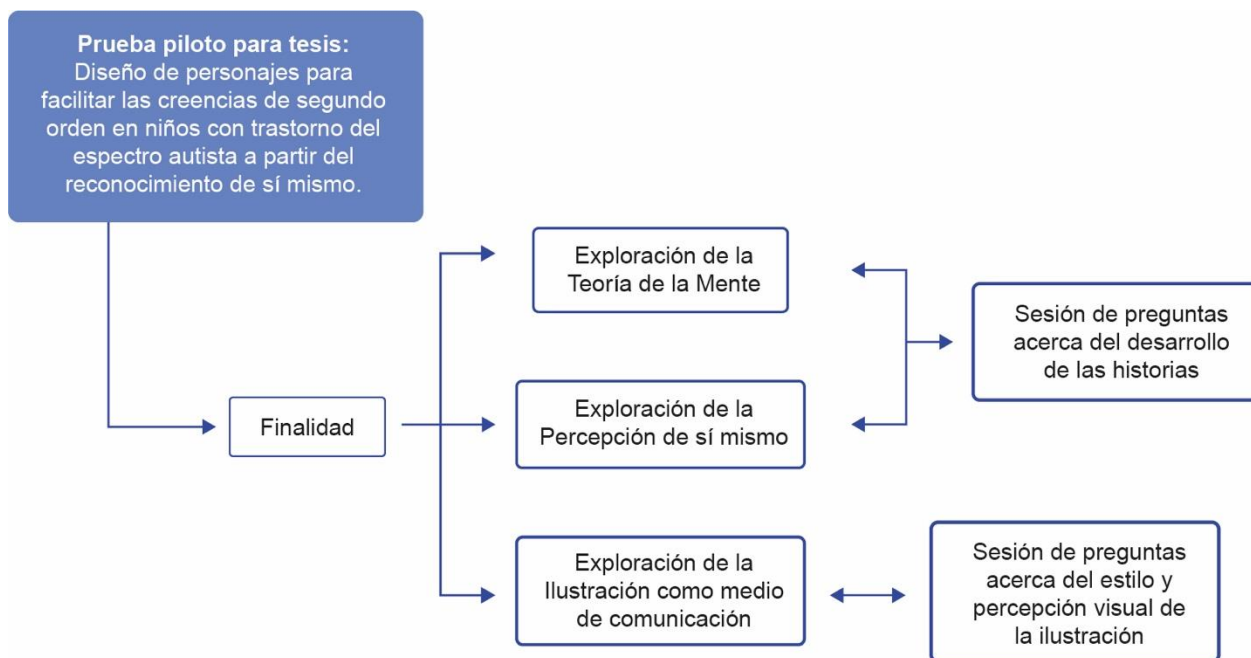 Prueba piloto para tesis:
Diseño de personajes para
facilitar las creencias de segundo
orden en niños con trastorno del
espectro autista a partir del
reconocimiento de sí mismo.
Finalidad
Exploración de la
Teoría de la Mente
Exploración de la
Percepción de sí mismo
Exploración de la
Ilustración como medio
de comunicación
Sesión de preguntas
acerca del desarrollo
de las historias
Sesión de preguntas
acerca del estilo y
percepción visual de
la ilustración